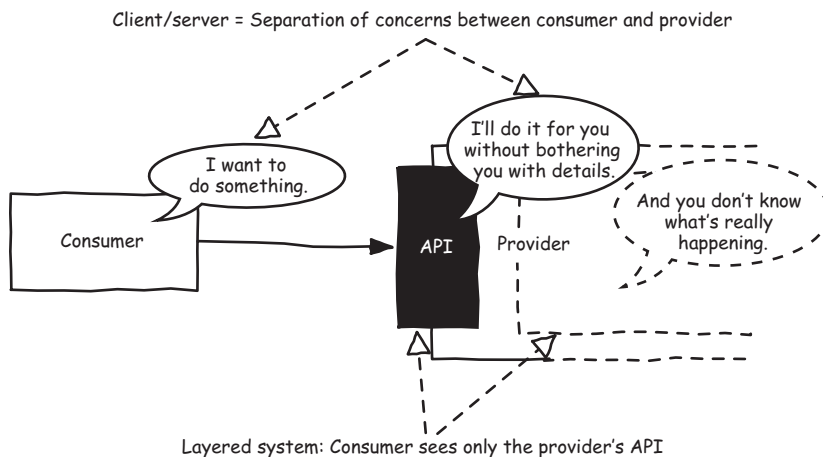 Client/server = Separation of concerns between consumer and provider
I'll do it for you
without bothering
you with details.
I want to
do something.
And you don't know
what's really
happening.
Consumer
API
Provider
Layered system: Consumer sees only the provider's API